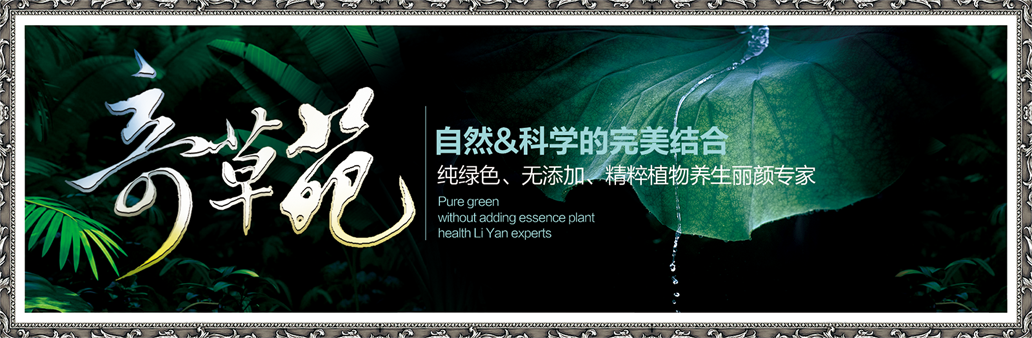 奇草苑
自然&科学的完美结合
纯绿色、无添加、精粹植物养生丽颜专家
Pure green
without adding essence plant
health Li Yan experts